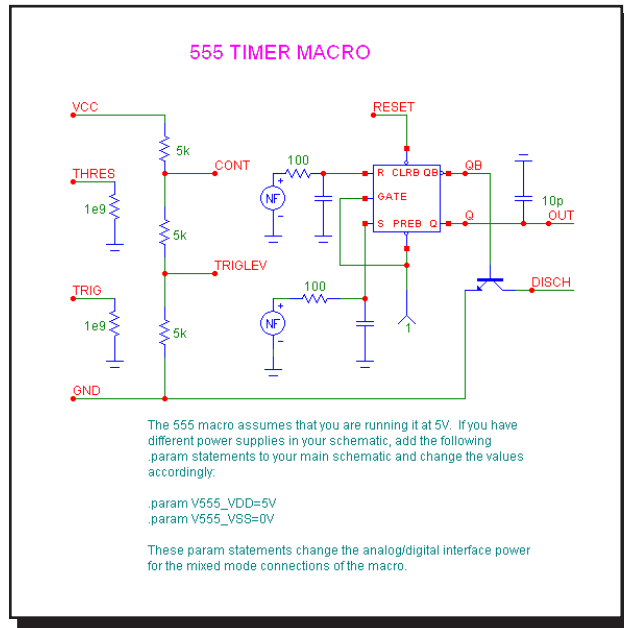 555 TIMER MACRO
VCC
RESET
5k
100
QB
CONT
THRES
R CLRB QB
NF
10p
1e9
GATE
5k
S PREB Q
Q
OUT
TRIGLEV
100
DISCH
TRIG
1e9
5k
NF
1
GND
The 555 macro assumes that you are running it at 5V. If you have
different power supplies in your schematic, add the following
.param statements to your main schematic and change the values
accordingly:
.param V555_VDD=5V
.param V555_VSS=0V
These param statements change the analog/digital interface power
for the mixed mode connections of the macro.